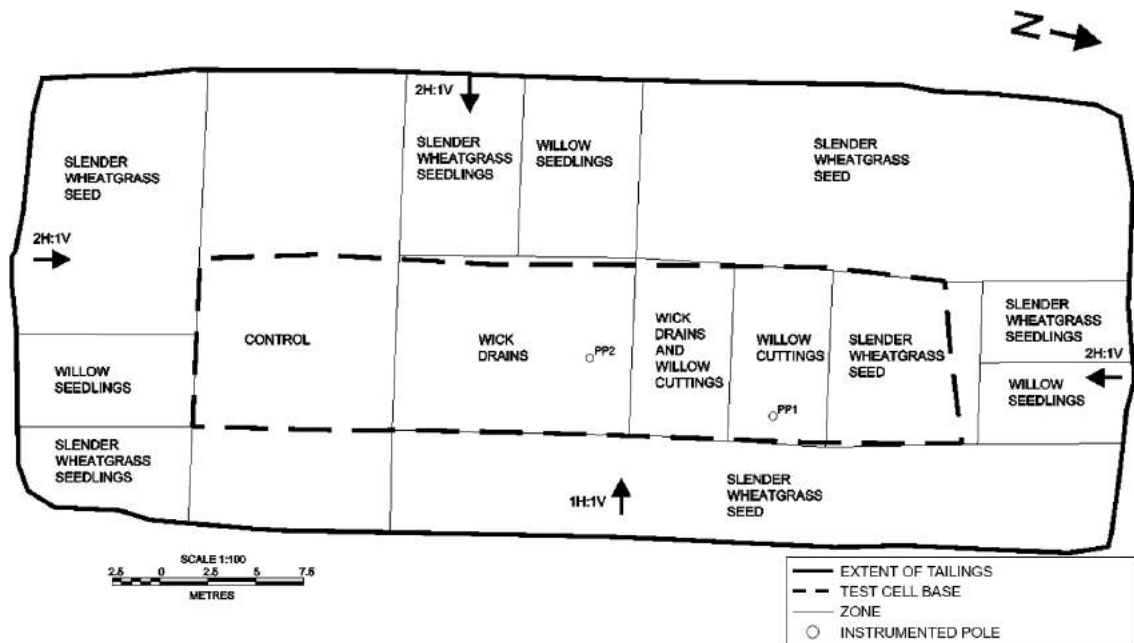 N
2H:1V
SLENDER
WHEATGRASS
SEEDLINGS
WILLOW
SEEDLINGS
SLENDER
WHEATGRASS
SEED
SLENDER
WHEATGRASS
SEED
2H:1V
CONTROL
WICK
DRAINS
PP2
WICK
DRAINS
AND
WILLOW
CUTTINGS
WILLOW
CUTTINGS
PP1
SLENDER
WHEATGRASS
SEED
SLENDER
WHEATGRASS
SEEDLINGS
2H:1V
WILLOW
SEEDLINGS
WILLOW
SEEDLINGS
SLENDER
WHEATGRASS
SEEDLINGS
1H:1V
SLENDER
WHEATGRASS
SEED
SCALE 1:100
2.5 0 2.5 5 7.5
METRES
EXTENT OF TAILINGS
TEST CELL BASE
ZONE
INSTRUMENTED POLE